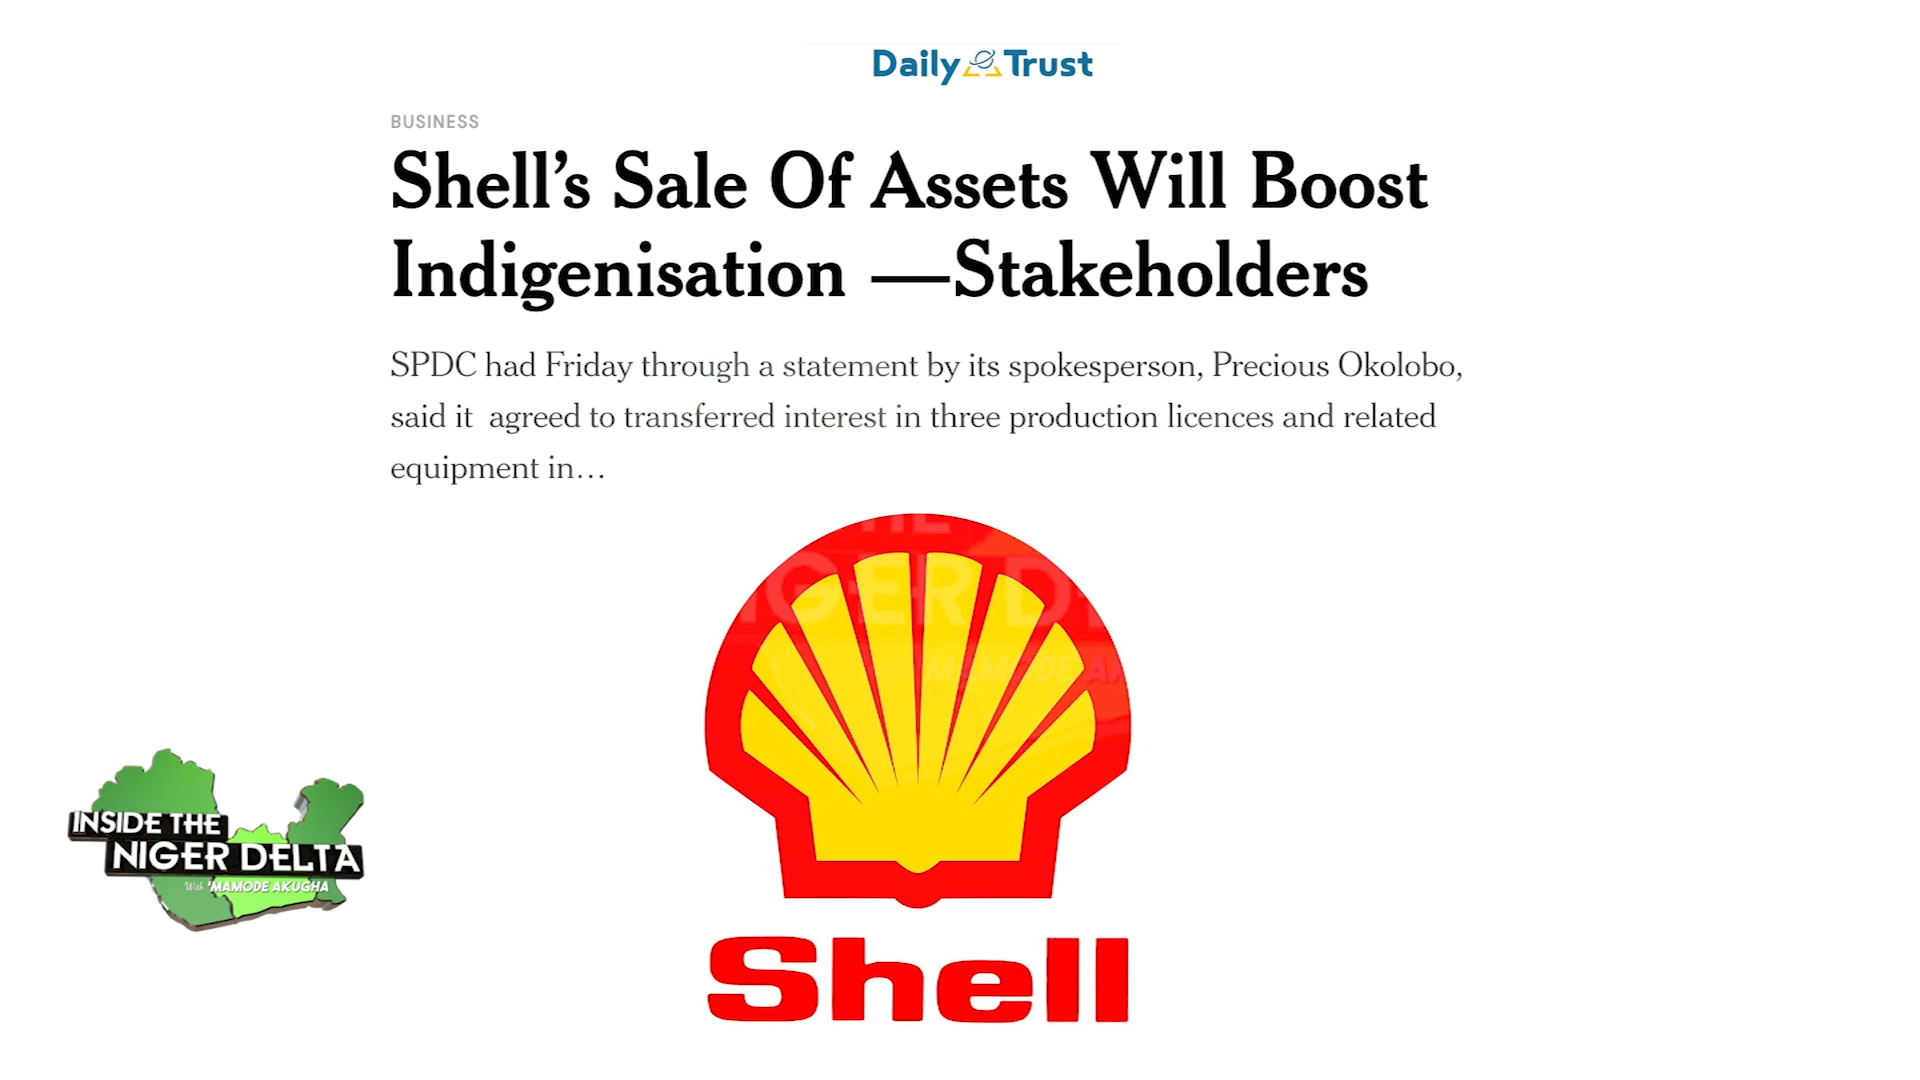 Daily Trust
BUSINESS
Shell’s Sale Of Assets Will Boost
Indigenisation —Stakeholders
SPDC had Friday through a statement by its spokesperson, Precious Okolobo,
said it agreed to transferred interest in three production licences and related
equipment in…
INSIDE THE
NIGER DELTA
With 'MAMODE AKUGHA
Shell